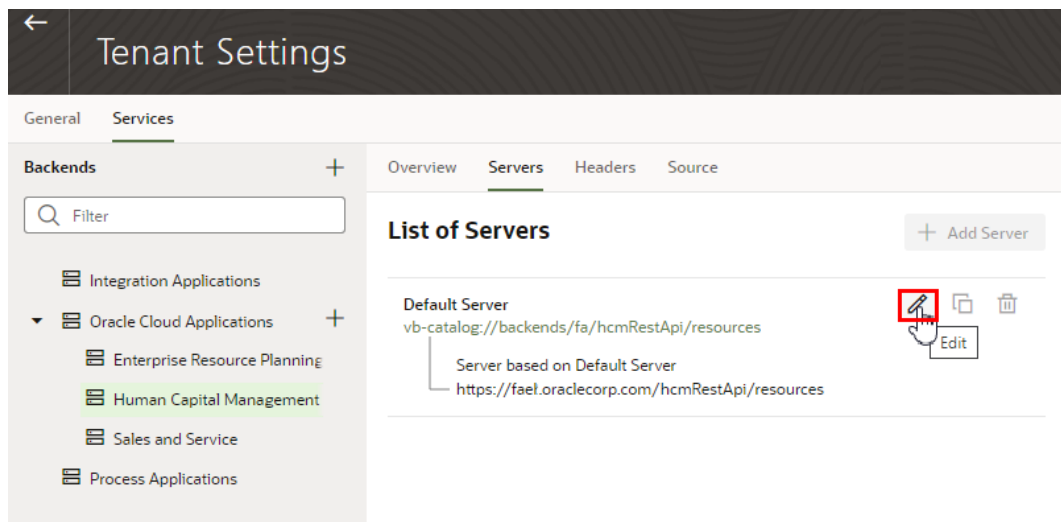 Tenant Settings
General Services
Backends
Filter
Integration Applications
Oracle Cloud Applications
Enterprise Resource Planning
Human Capital Management
Sales and Service
Process Applications
Overview Servers Headers Source
List of Servers
Add Server
Default Server
vb-catalog://backends/fa/hcmRestApi/resources
Edit
Server based on Default Server
https://faeł.oraclecorp.com/hcmRestApi/resources